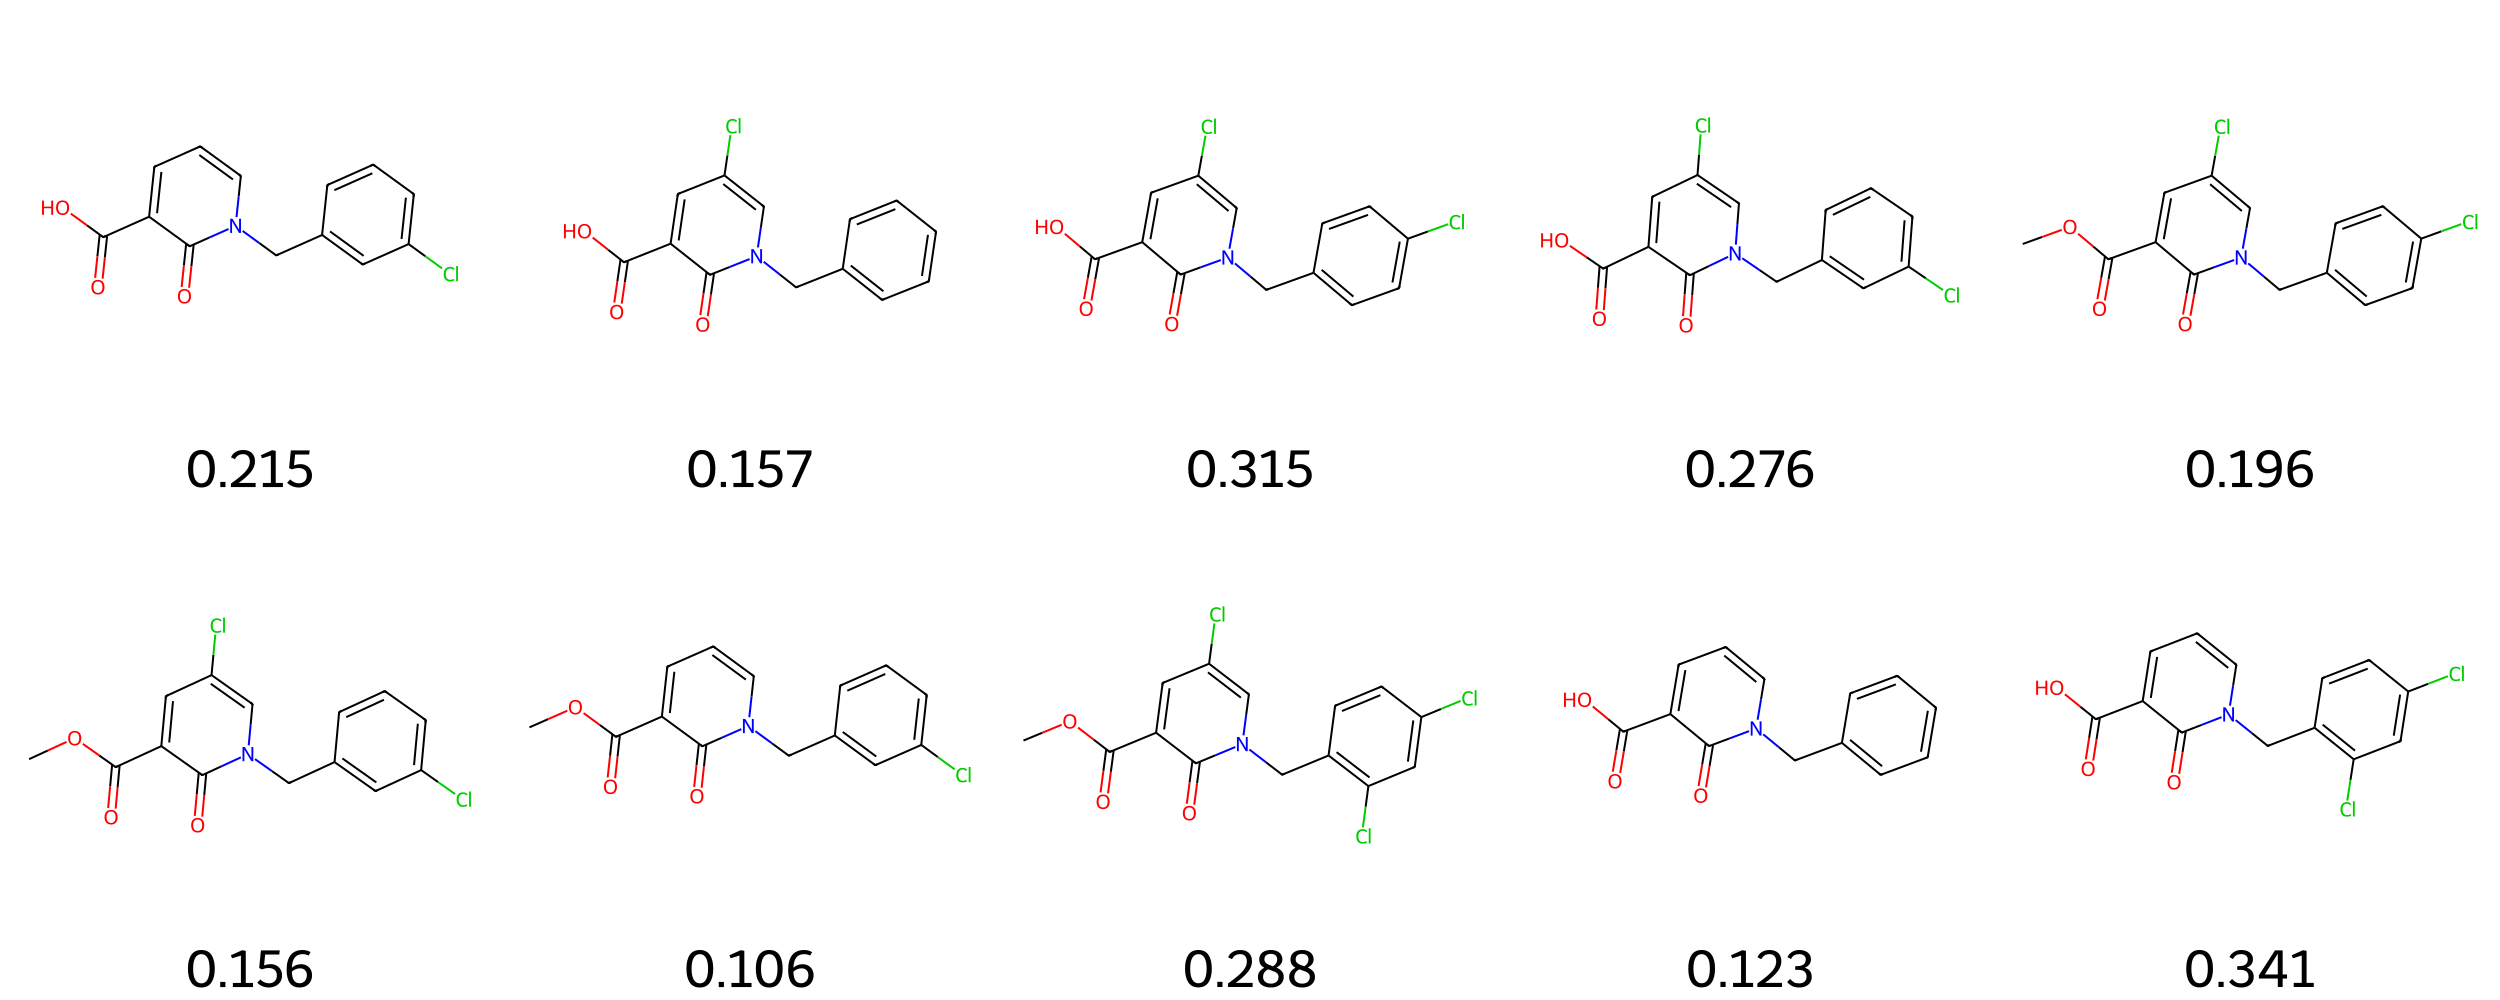 Cl Cl Cl Cl
HO N Cl O O
HO N O O
HO N Cl O O
HO N Cl O O
O N Cl O O
0.215 0.157 0.315 0.276 0.196
Cl Cl
O N Cl O O
O N Cl O O
O N Cl O O Cl
HO N O O
HO N Cl O O Cl
0.156 0.106 0.288 0.123 0.341